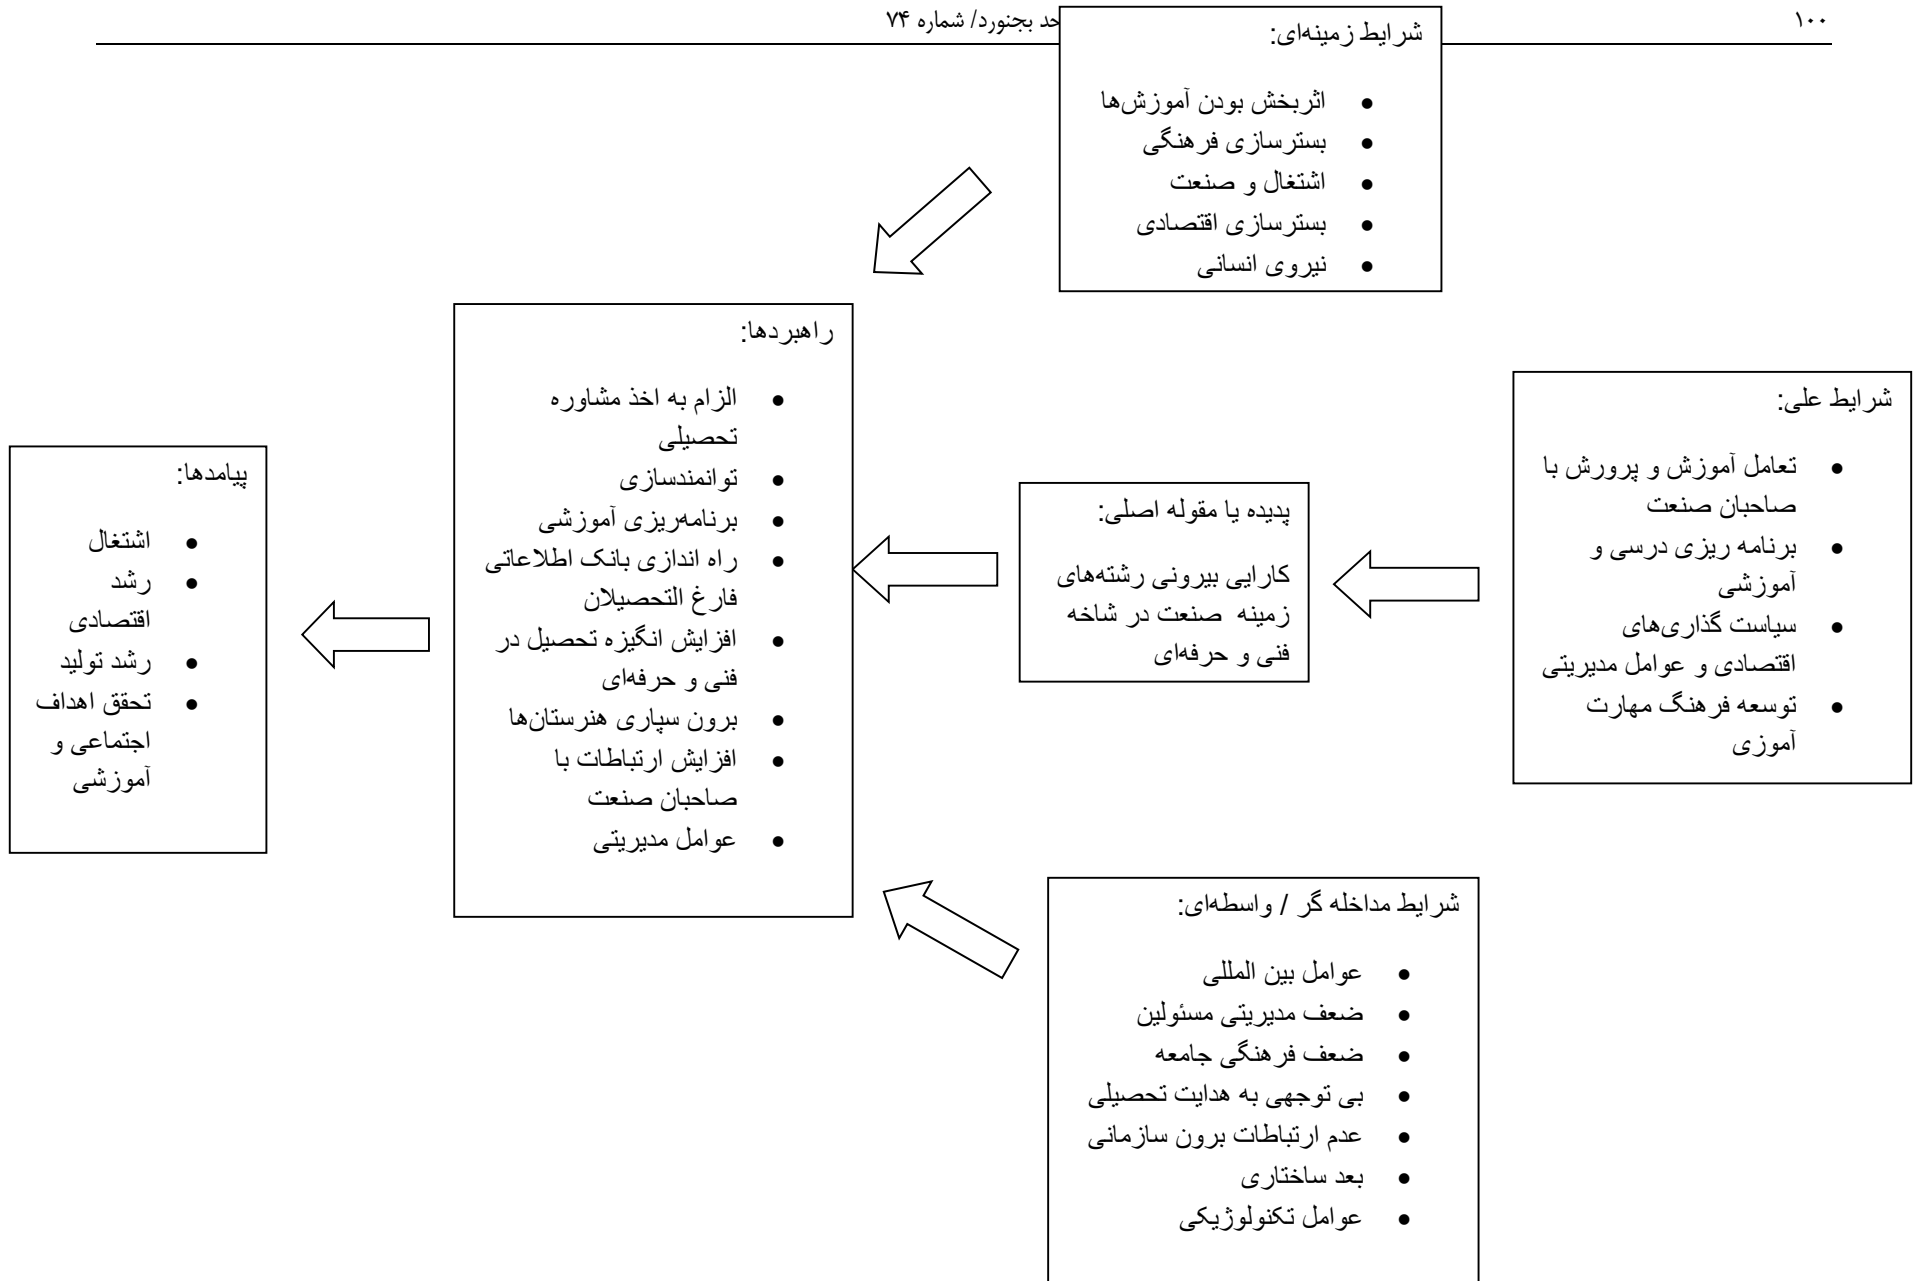 ۱۰۰
حد بجنورد/ شماره ۷۴
شرایط زمینه‌ای:
• اثربخش بودن آموزش‌ها
• بسترسازی فرهنگی
• اشتغال و صنعت
• بسترسازی اقتصادی
• نیروی انسانی
شرایط علی:
• تعامل آموزش و پرورش با
صاحبان صنعت
• برنامه ریزی درسی و
آموزشی
• سیاست گذاری‌های
اقتصادی و عوامل مدیریتی
• توسعه فرهنگ مهارت
آموزی
پدیده یا مقوله اصلی:
کارایی بیرونی رشته‌های
زمینه صنعت در شاخه
فنی و حرفه‌ای
راهبردها:
• الزام به اخذ مشاوره
تحصیلی
• توانمندسازی
• برنامه‌ریزی آموزشی
• راه اندازی بانک اطلاعاتی
فارغ التحصیلان
• افزایش انگیزه تحصیل در
فنی و حرفه‌ای
• برون سپاری هنرستان‌ها
• افزایش ارتباطات با
صاحبان صنعت
• عوامل مدیریتی
پیامدها:
• اشتغال
• رشد
اقتصادی
• رشد تولید
• تحقق اهداف
اجتماعی و
آموزشی
شرایط مداخله گر / واسطه‌ای:
• عوامل بین المللی
• ضعف مدیریتی مسئولین
• ضعف فرهنگی جامعه
• بی توجهی به هدایت تحصیلی
• عدم ارتباطات برون سازمانی
• بعد ساختاری
• عوامل تکنولوژیکی